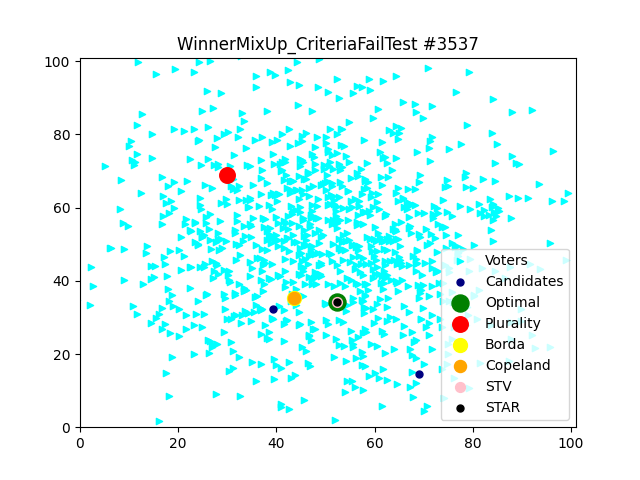 WinnerMixUp_CriteriaFailTest #3537
100
80
60
40
20
0
0 20 40 60 80 100
Voters
Candidates
Optimal
Plurality
Borda
Copeland
STV
STAR